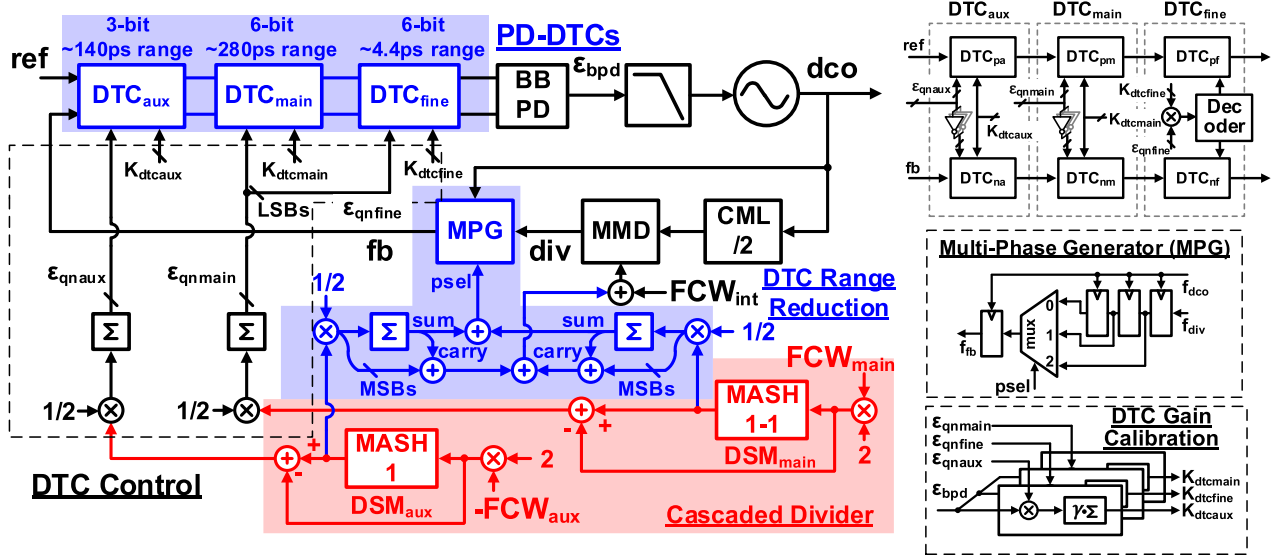 3-bit
~140ps range
6-bit
~280ps range
6-bit
~4.4ps range
PD-DTCs
ref
DTCaux
DTCmain
DTCfine
BB
PD
εbpd
dco
Kdtcaux
Kdtcmain
Kdtcfine
LSBs
εqnfine
fb
MPG
div
MMD
CML
/2
psel
FCWint
DTC Range
Reduction
εqnaux
εqnmain
1/2
Σ
sum
sum
Σ
1/2
carry
carry
MSBs
MSBs
Σ
Σ
1/2
1/2
FCWmain
MASH
1-1
2
DSMmain
+
-
+
-
MASH
1
2
DSMaux
-FCWaux
DTC Control
Cascaded Divider
DTCaux
DTCmain
DTCfine
ref
DTCpa
DTCpm
DTCpf
εqnaux
εqnmain
Kdtcfine
Kdtcaux
Kdtcmain
Dec
oder
εqnfine
fb
DTCna
DTCnm
DTCnf
Multi-Phase Generator (MPG)
fdco
fdiv
ffb
mux
0
1
2
psel
DTC Gain
Calibration
εqnmain
εqnfine
εqnaux
εbpd
γ·Σ
Kdtcmain
Kdtcfine
Kdtcaux